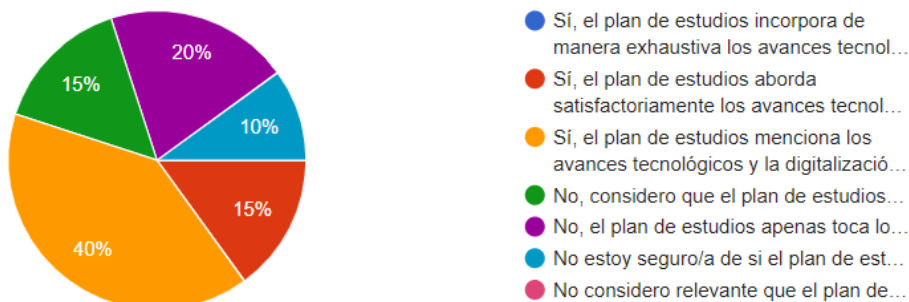 20%
15%
10%
15%
40%
Sí, el plan de estudios incorpora de
manera exhaustiva los avances tecnol...
Sí, el plan de estudios aborda
satisfactoriamente los avances tecnol...
Sí, el plan de estudios menciona los
avances tecnológicos y la digitalizació...
No, considero que el plan de estudios...
No, el plan de estudios apenas toca lo...
No estoy seguro/a de si el plan de est...
No considero relevante que el plan de...